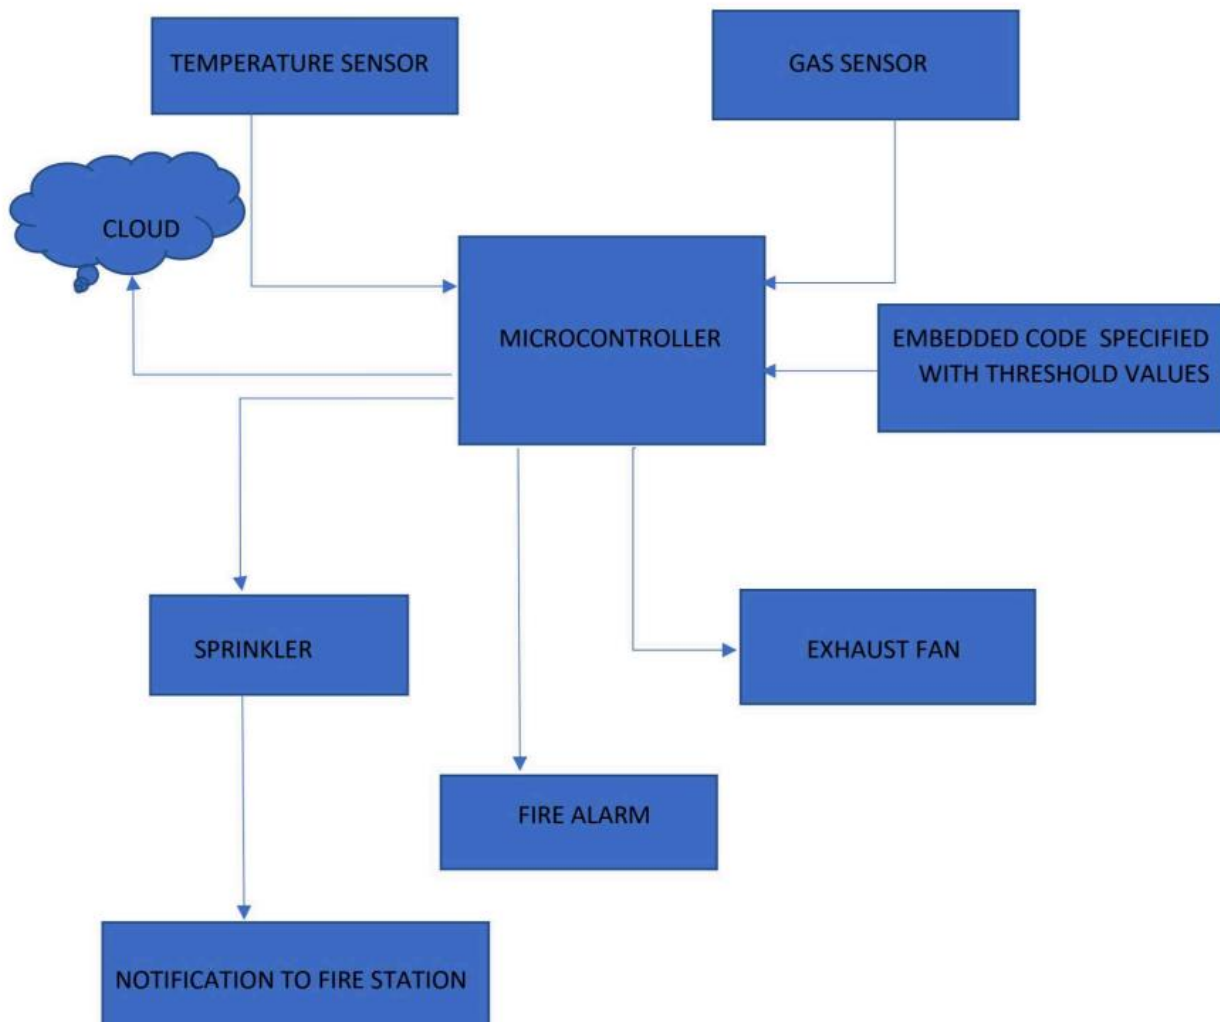 TEMPERATURE SENSOR
GAS SENSOR
CLOUD
MICROCONTROLLER
EMBEDDED CODE SPECIFIED
WITH THRESHOLD VALUES
SPRINKLER
EXHAUST FAN
FIRE ALARM
NOTIFICATION TO FIRE STATION